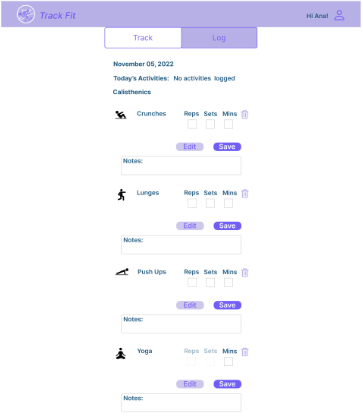 Track Fit
Hi Ana!
Track Log
November 05, 2022
Today's Activities: No activities logged
Calisthenics
Crunches Reps Sets Mins
Edit Save
Notes:
Lunges Reps Sets Mins
Edit Save
Notes:
Push Ups Reps Sets Mins
Edit Save
Notes:
Yoga Reps Sets Mins
Edit Save
Notes: